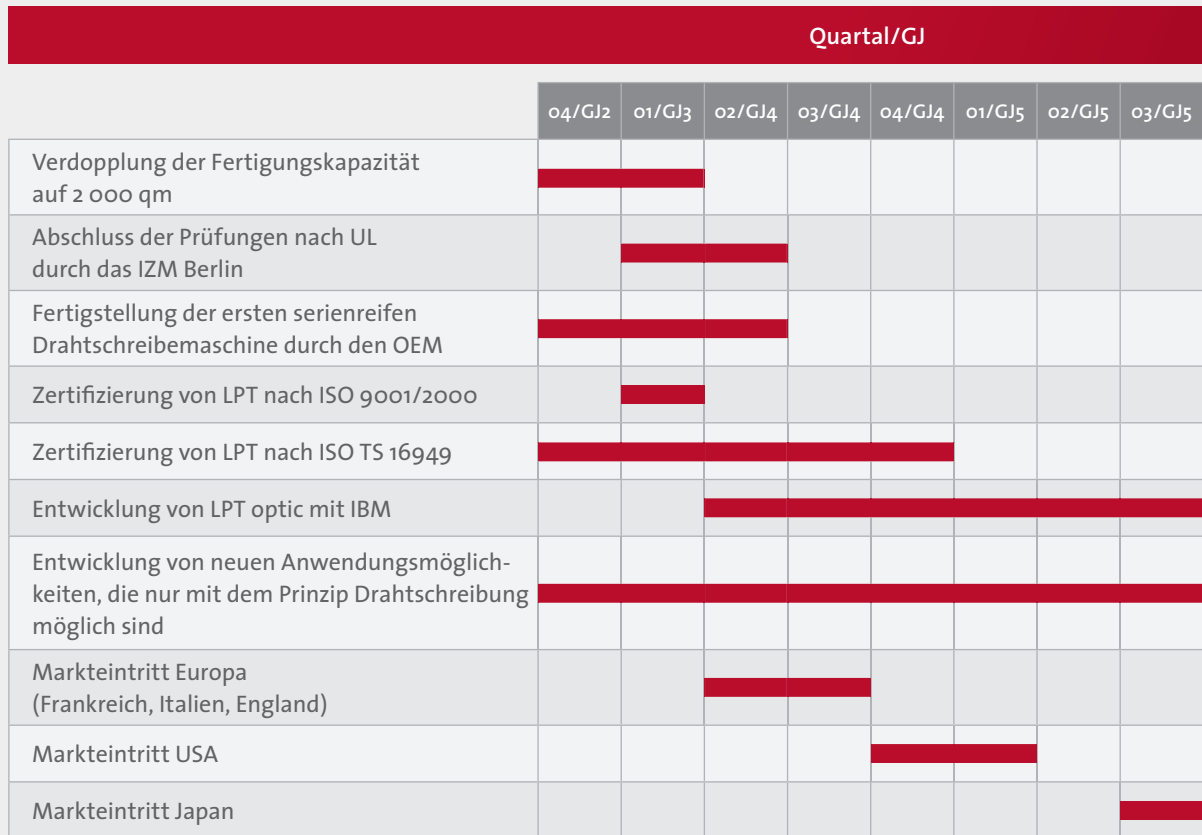 Quartal/GJ
04/GJ2 01/GJ3 02/GJ4 03/GJ4 04/GJ4 01/GJ5 02/GJ5 03/GJ5
Verdopplung der Fertigungskapazität
auf 2 000 qm
Abschluss der Prüfungen nach UL
durch das IZM Berlin
Fertigstellung der ersten serienreifen
Drahtschreibemaschine durch den OEM
Zertifizierung von LPT nach ISO 9001/2000
Zertifizierung von LPT nach ISO TS 16949
Entwicklung von LPT optic mit IBM
Entwicklung von neuen Anwendungsmöglich-
keiten, die nur mit dem Prinzip Drahtschreibung
möglich sind
Markteintritt Europa
(Frankreich, Italien, England)
Markteintritt USA
Markteintritt Japan